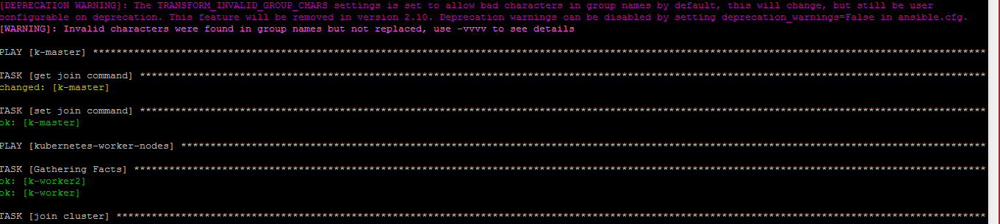 [DEPRECATION WARNING]: The TRANSFORM_INVALID_GROUP_CHARS settings is set to allow bad characters in group names by default, this will change, but still be user
configurable on deprecation. This feature will be removed in version 2.10. Deprecation warnings can be disabled by setting deprecation_warnings=False in ansible.cfg.
[WARNING]: Invalid characters were found in group names but not replaced, use -vvvv to see details
PLAY [k-master] ********************************************************************************************************************************************************
TASK [get join command] ************************************************************************************************************************************************
changed: [k-master]
TASK [set join command] ************************************************************************************************************************************************
ok: [k-master]
PLAY [kubernetes-worker-nodes] *****************************************************************************************************************************************
TASK [Gathering Facts] *************************************************************************************************************************************************
ok: [k-worker2]
ok: [k-worker]
TASK [join cluster] ****************************************************************************************************************************************************